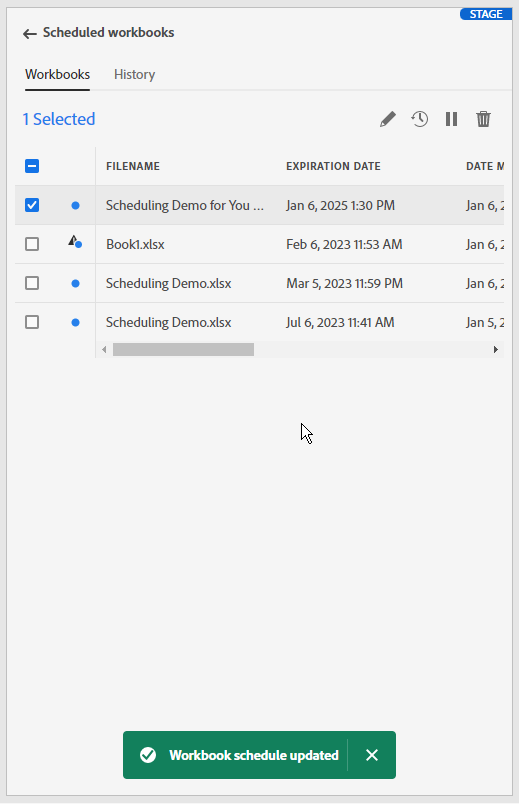 STAGE
Scheduled workbooks
Workbooks History
1 Selected
FILENAME EXPIRATION DATE DATE M
Scheduling Demo for You ... Jan 6, 2025 1:30 PM Jan 6, 2
Book1.xlsx Feb 6, 2023 11:53 AM Jan 6, 2
Scheduling Demo.xlsx Mar 5, 2023 11:59 PM Jan 6, 2
Scheduling Demo.xlsx Jul 6, 2023 11:41 AM Jan 5, 2
Workbook schedule updated